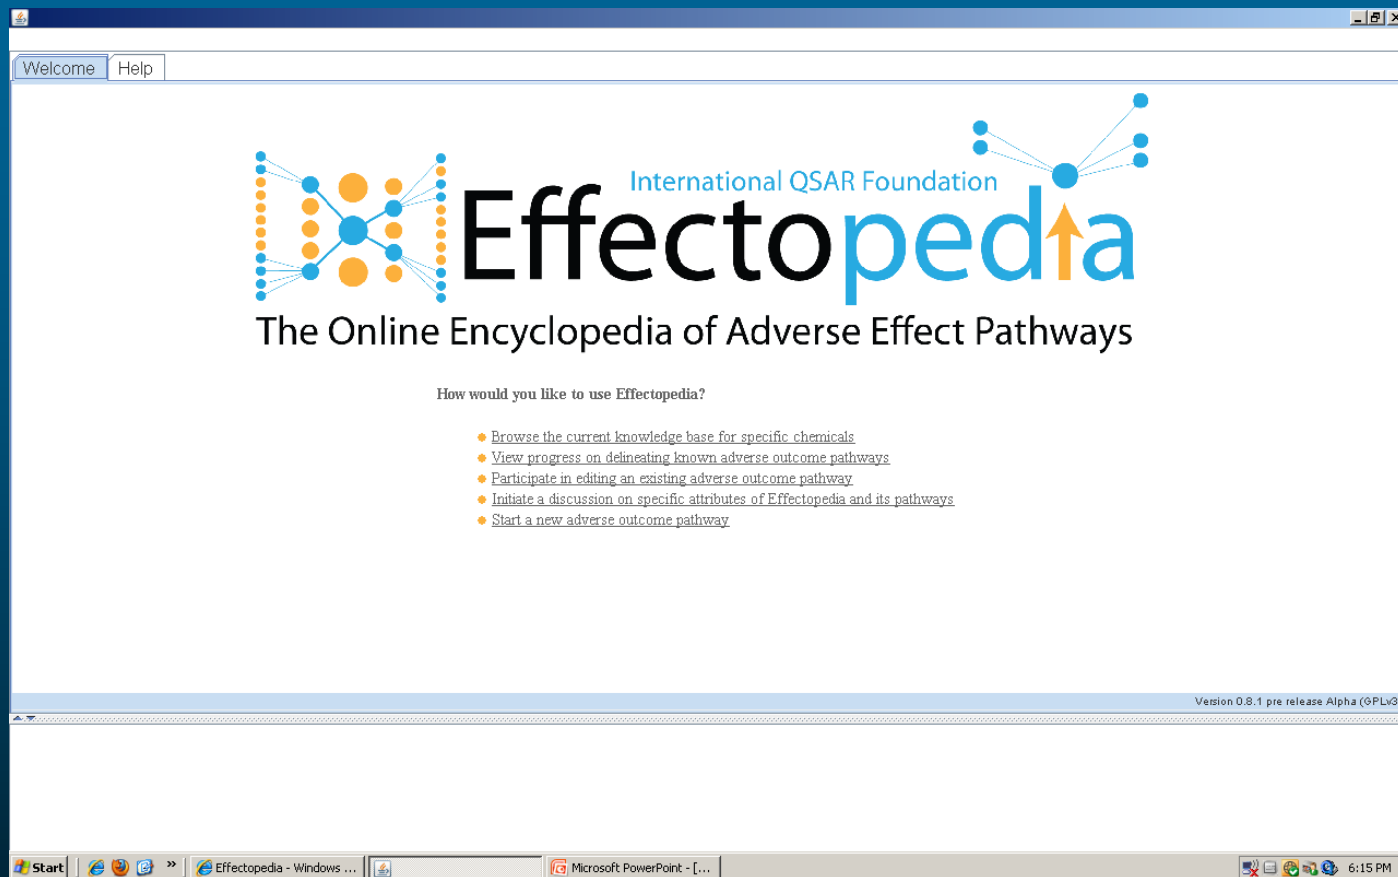 Welcome
Help
International QSAR Foundation
Effectopedia
The Online Encyclopedia of Adverse Effect Pathways
How would you like to use Effectopedia?
Browse the current knowledge base for specific chemicals
View progress on delineating known adverse outcome pathways
Participate in editing an existing adverse outcome pathway
Initiate a discussion on specific attributes of Effectopedia and its pathways
Start a new adverse outcome pathway
Version 0.8.1 pre release Alpha (GPLv3
Start
»
Effectopedia - Windows ...
Microsoft PowerPoint - [...
6:15 PM